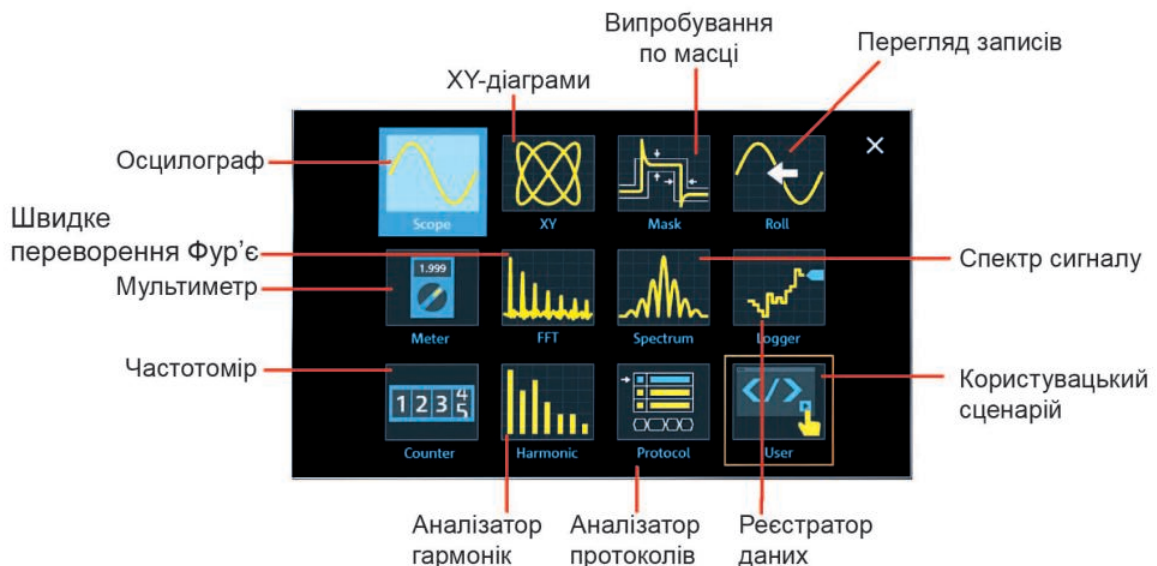 Випробування
по масці
Перегляд записів
XY-діаграми
Осцилограф
Scope
XY
Mask
Roll
Швидке
переворення Фур’є
Мультиметр
1.999
Meter
FFT
Spectrum
Logger
Спектр сигналу
Частотомір
1 2 3 4
5
Counter
Harmonic
Protocol
</>
User
Користувацький
сценарій
Аналізатор
гармонік
Аналізатор
протоколів
Реєстратор
даних